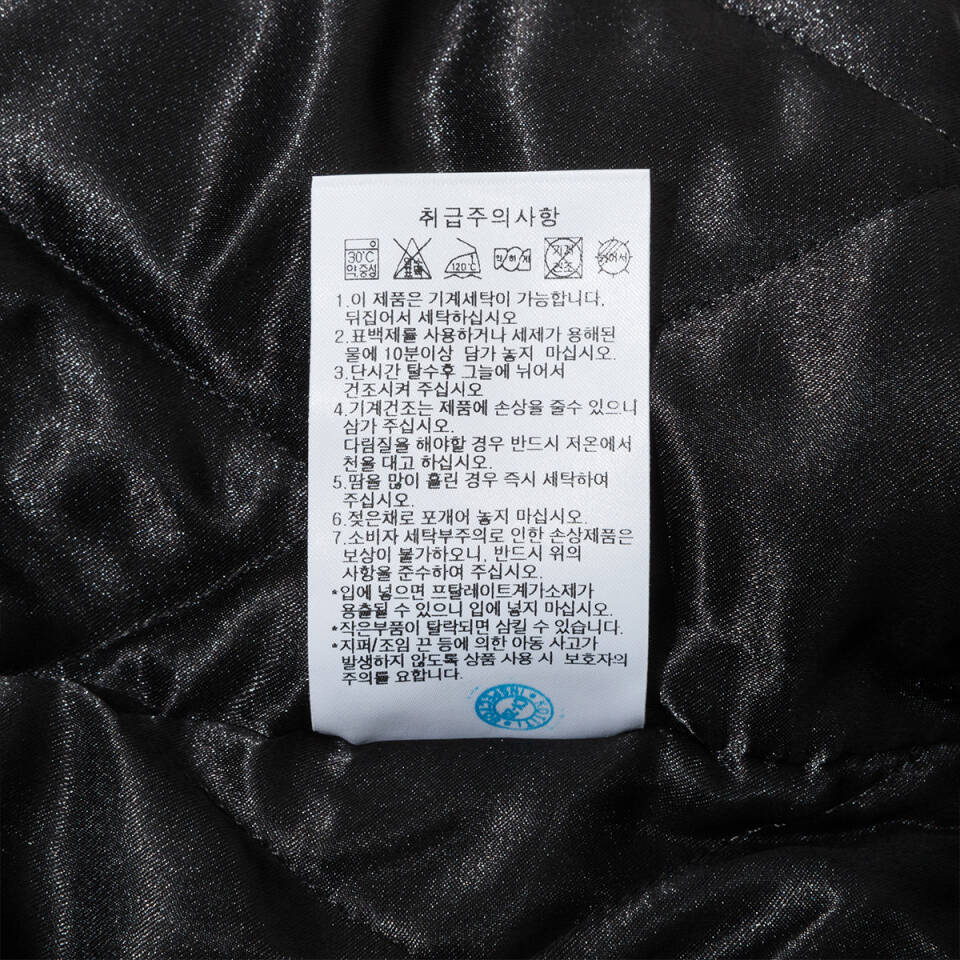 취급주의사항
30℃
약.중성
120℃
1.이 제품은 기계세탁이 가능합니다.
뒤집어서 세탁하십시오
2.표백제를 사용하거나 세제가 용해된
물에 10분이상 담가 놓지 마십시오.
3.단시간 탈수후 그늘에 뉘어서
건조시켜 주십시오
4.기계건조는 제품에 손상을 줄수 있으니
삼가 주십시오.
다림질을 해야할 경우 반드시 저온에서
천을 대고 하십시오.
5.땀을 많이 흘린 경우 즉시 세탁하여
주십시오.
6.젖은채로 포개어 놓지 마십시오.
7.소비자 세탁부주의로 인한 손상제품은
보상이 불가하오니, 반드시 위의
사항을 준수하여 주십시오.
*입에 넣으면 프탈레이트계가소제가
용출될 수 있으니 입에 넣지 마십시오.
*작은부품이 탈락되면 삼킬 수 있습니다.
*지퍼/조임 끈 등에 의한 아동 사고가
발생하지 않도록 상품 사용 시 보호자의
주의를 요합니다.